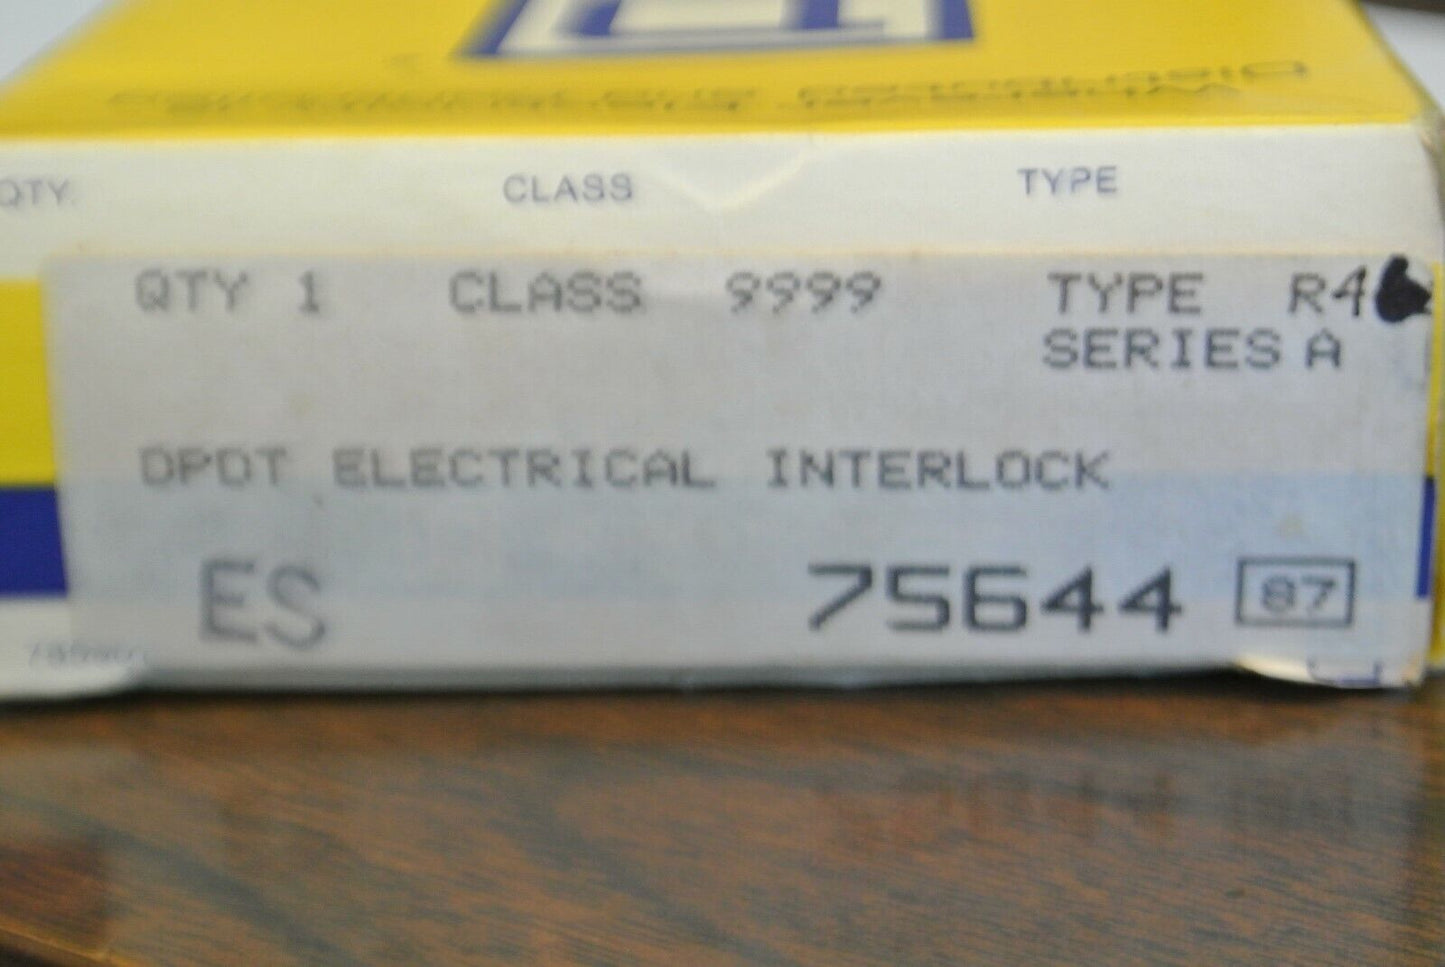 QTY CLASS TYPE
QTY 1 CLASS 9999 TYPE R4
SERIES A
DPDT ELECTRICAL INTERLOCK
ES 75644 87